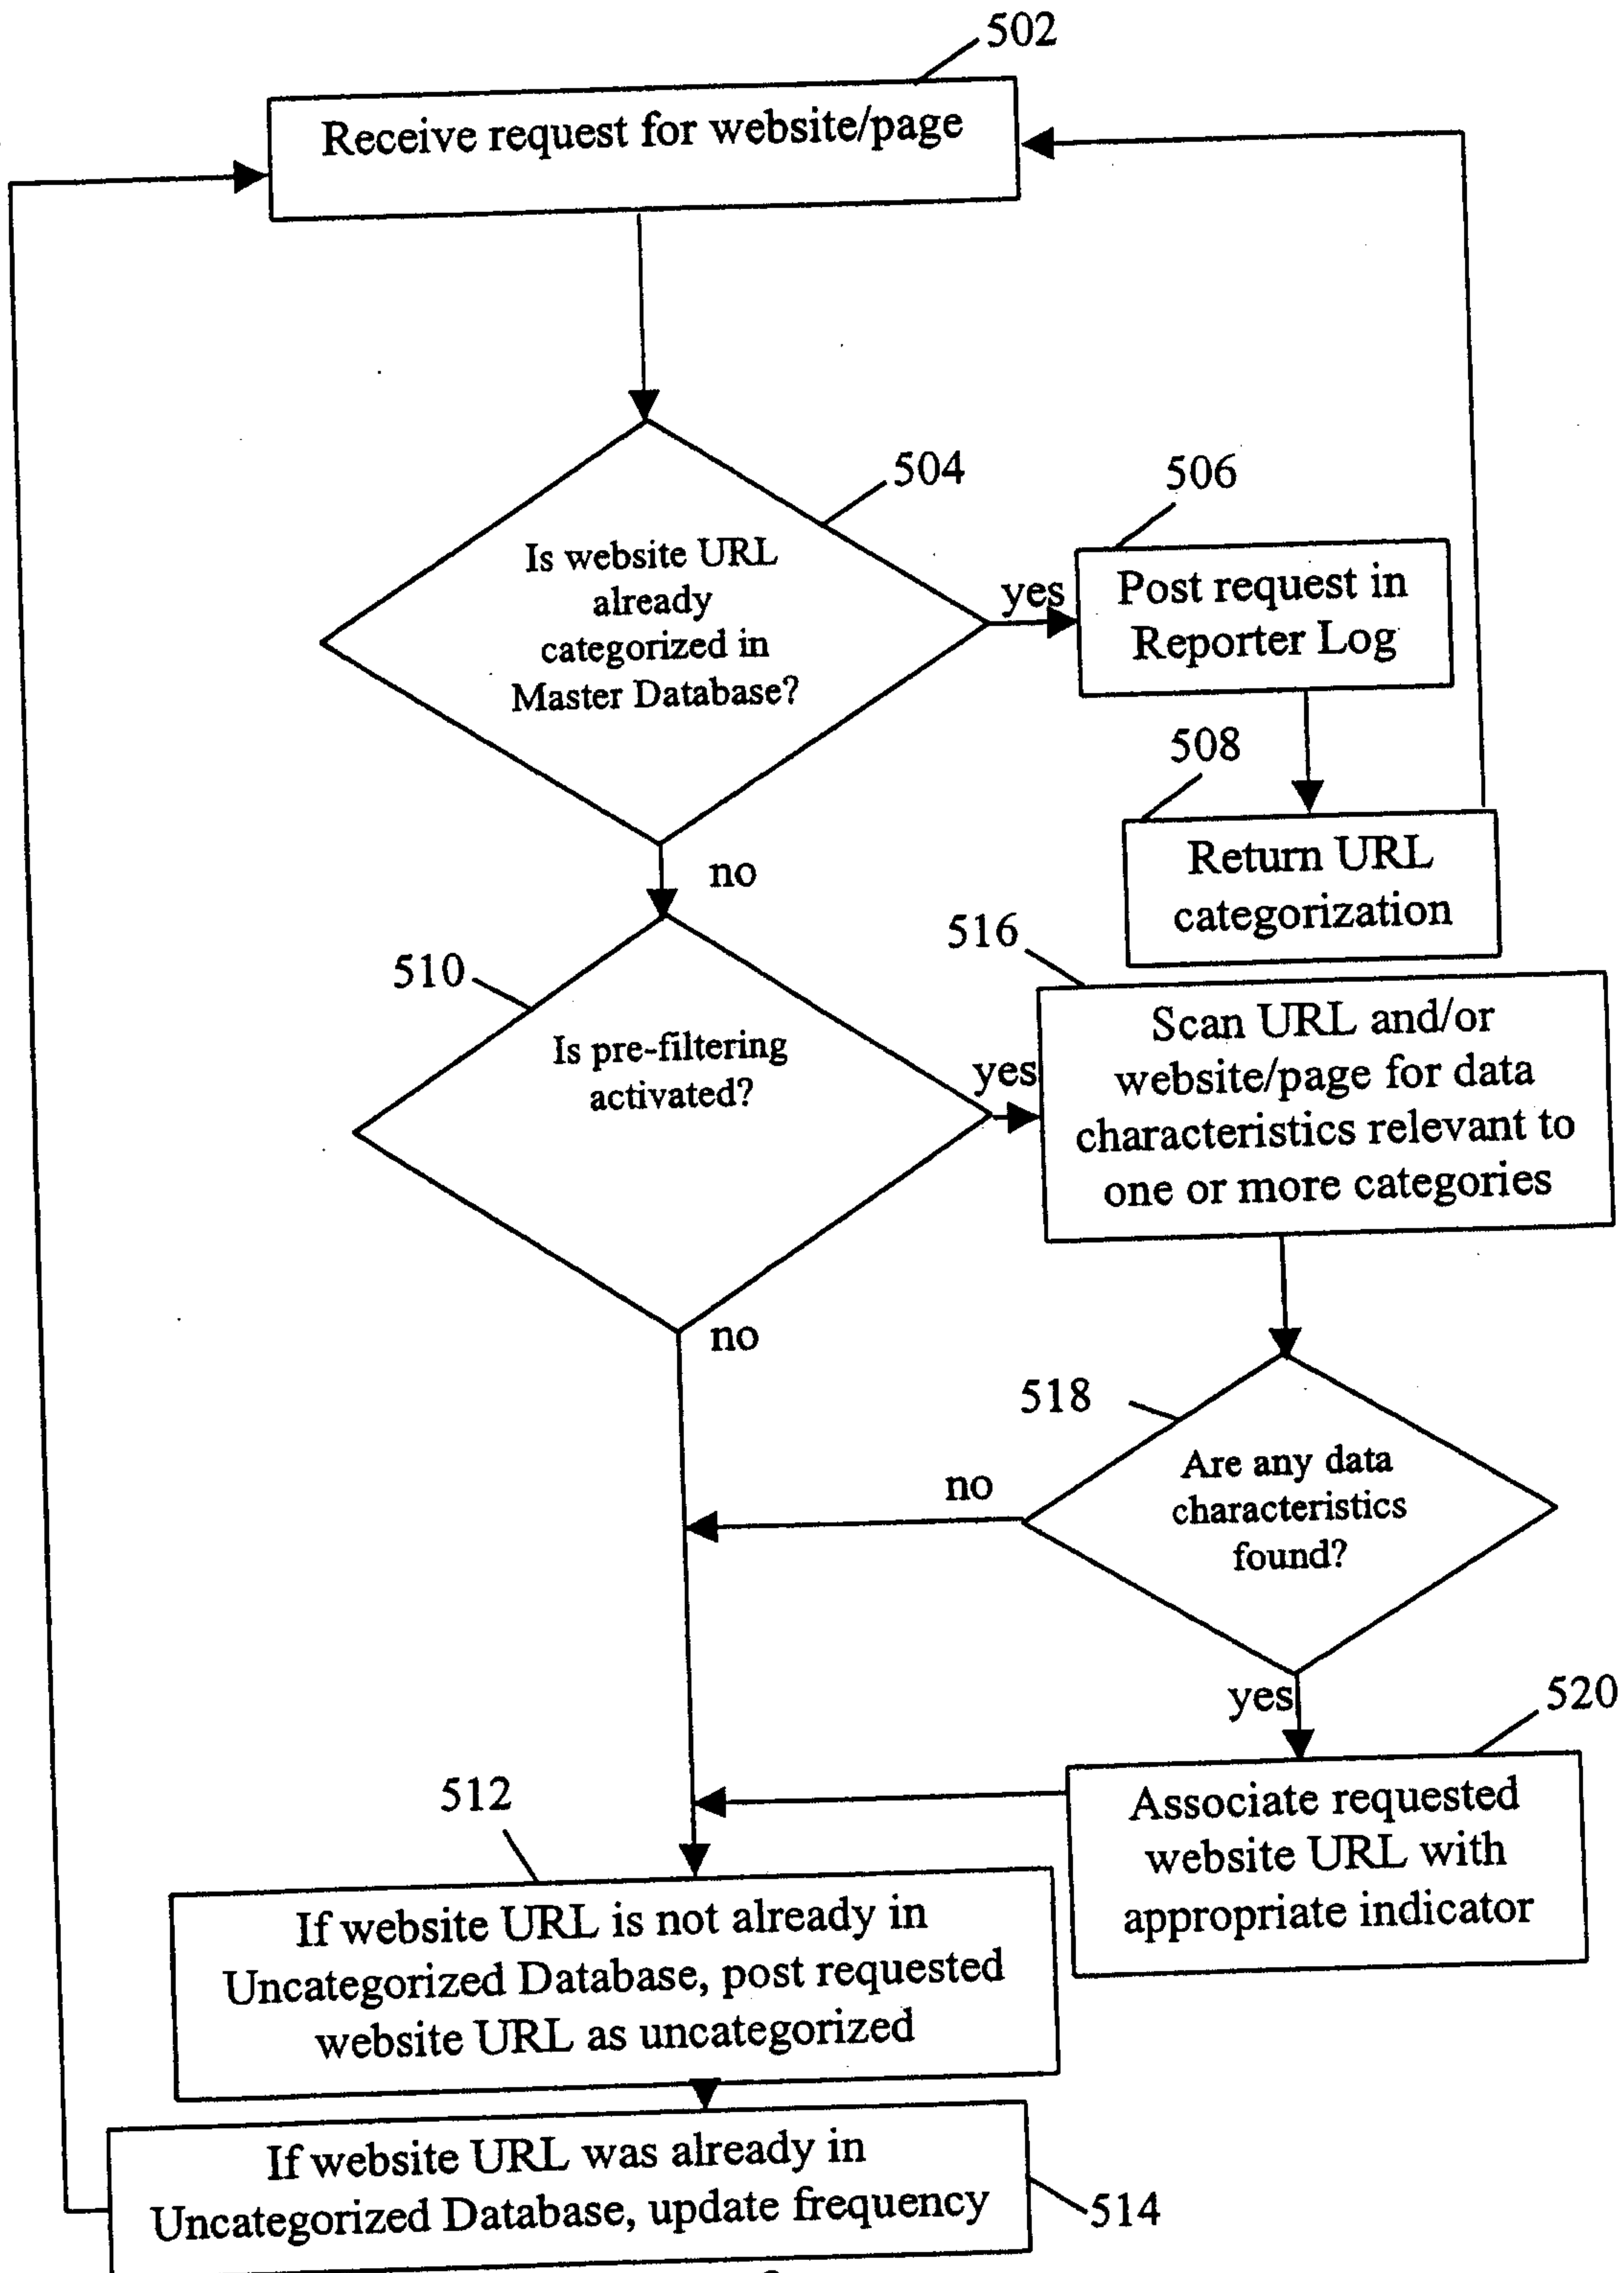 502
Receive request for website/page
504
Is website URL
already
categorized in
Master Database?
yes
506
Post request in
Reporter Log
508
Return URL
categorization
no
510
Is pre-filtering
activated?
yes
516
Scan URL and/or
website/page for data
characteristics relevant to
one or more categories
no
518
Are any data
characteristics
found?
no
yes
520
Associate requested
website URL with
appropriate indicator
512
If website URL is not already in
Uncategorized Database, post requested
website URL as uncategorized
If website URL was already in
Uncategorized Database, update frequency
514